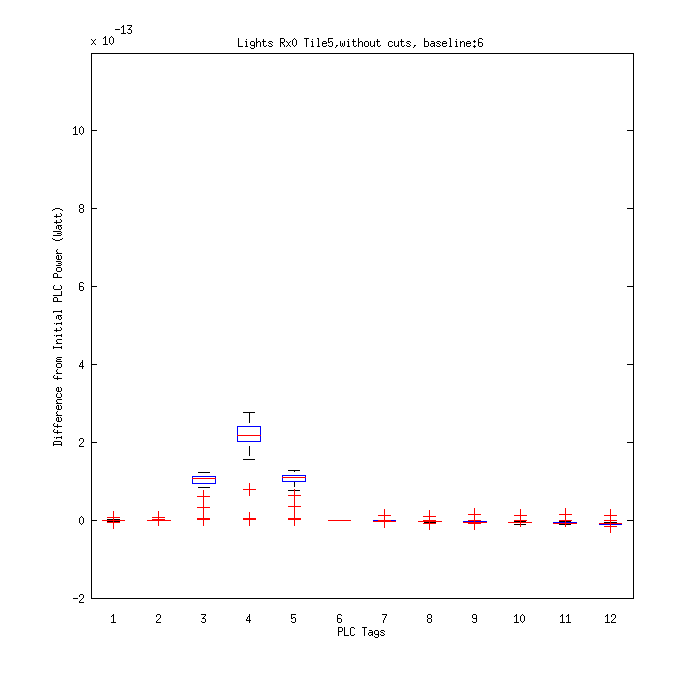 x 10-13
Lights Rx0 Tile5,without cuts, baseline:6
10
8
6
4
2
0
-2
Difference from Initial PLC Power (Watt)
1 2 3 4 5 6 7 8 9 10 11 12
PLC Tags